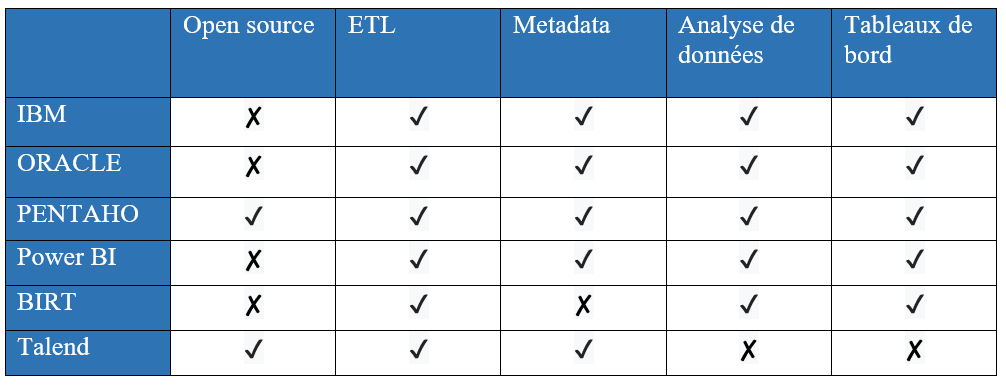 Open source ETL Metadata Analyse de Tableaux de
données bord
IBM ✗ ✓ ✓ ✓ ✓
ORACLE ✗ ✓ ✓ ✓ ✓
PENTAHO ✓ ✓ ✓ ✓ ✓
Power BI ✗ ✓ ✓ ✓ ✓
BIRT ✗ ✓ ✗ ✓ ✓
Talend ✓ ✓ ✓ ✗ ✗